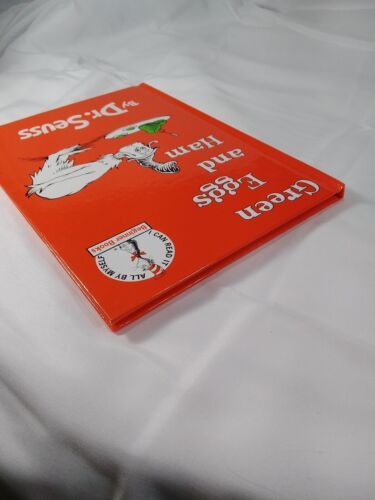 Green
Eggs
and
Ham
By Dr. Seuss
I CAN READ IT
ALL BY MYSELF
Beginner Books